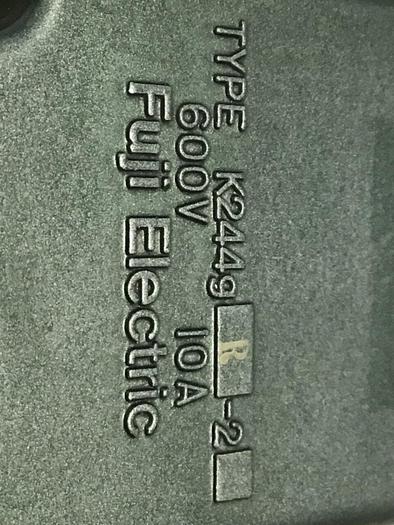 TYPE K244g R -2
600V 10A
Fuji Electric